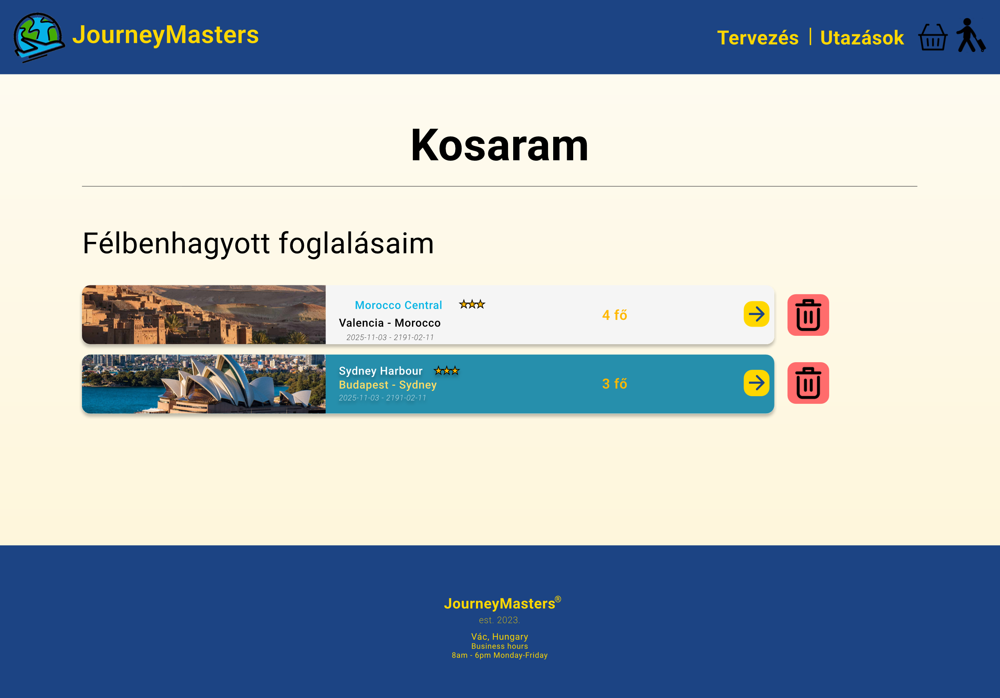 JourneyMasters
Tervezés | Utazások
Kosaram
Félbenhagyott foglalásaim
Morocco Central
Valencia - Morocco
2025-11-03 - 2191-02-11
4 fő
Sydney Harbour
Budapest - Sydney
2025-11-03 - 2191-02-11
3 fő
JourneyMasters®
est. 2023.
Vác, Hungary
Business hours
8am - 6pm Monday-Friday